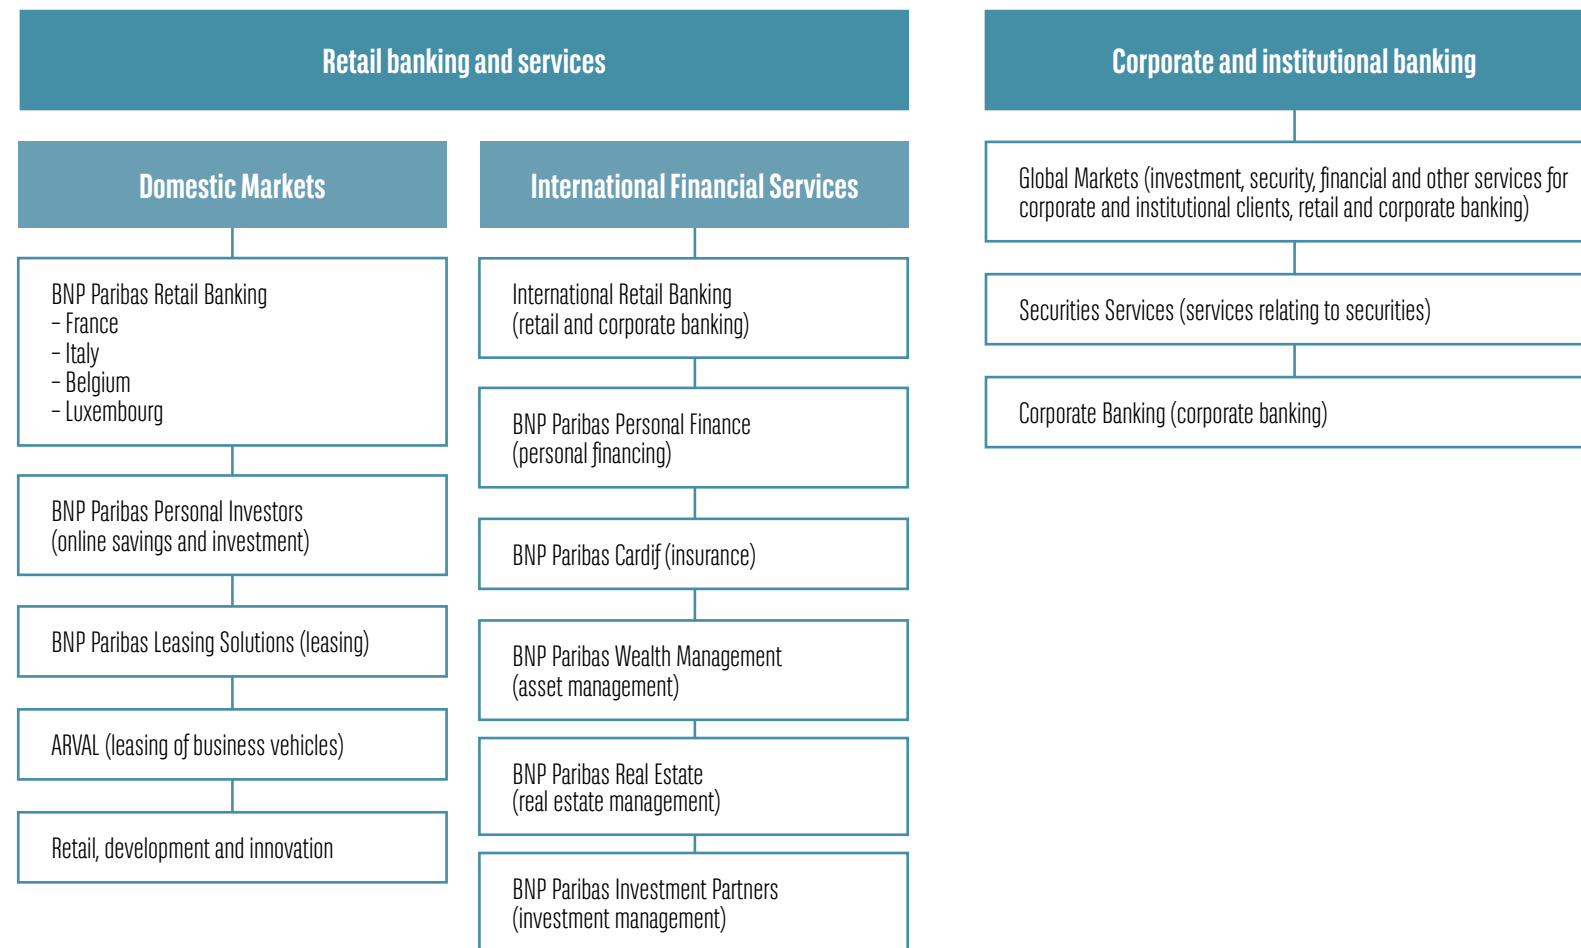 Retail banking and services
Domestic Markets
BNP Paribas Retail Banking
– France
– Italy
– Belgium
– Luxembourg
BNP Paribas Personal Investors
(online savings and investment)
BNP Paribas Leasing Solutions (leasing)
ARVAL (leasing of business vehicles)
Retail, development and innovation
International Financial Services
International Retail Banking
(retail and corporate banking)
BNP Paribas Personal Finance
(personal financing)
BNP Paribas Cardif (insurance)
BNP Paribas Wealth Management
(asset management)
BNP Paribas Real Estate
(real estate management)
BNP Paribas Investment Partners
(investment management)
Corporate and institutional banking
Global Markets (investment, security, financial and other services for
corporate and institutional clients, retail and corporate banking)
Securities Services (services relating to securities)
Corporate Banking (corporate banking)